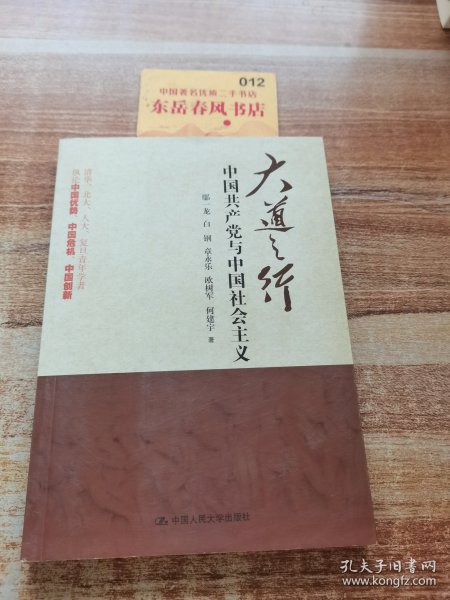 012
中国著名优质二手书店
东岳春风书店
大道之行
中国共产党与中国社会主义
鄢一龙 白钢 章永乐 欧树军 何建宇 著
清华、北大、人大、复旦青年学者
纵论中国优势 中国危机 中国创新
中国人民大学出版社
孔夫子旧书网
www.kongfz.com